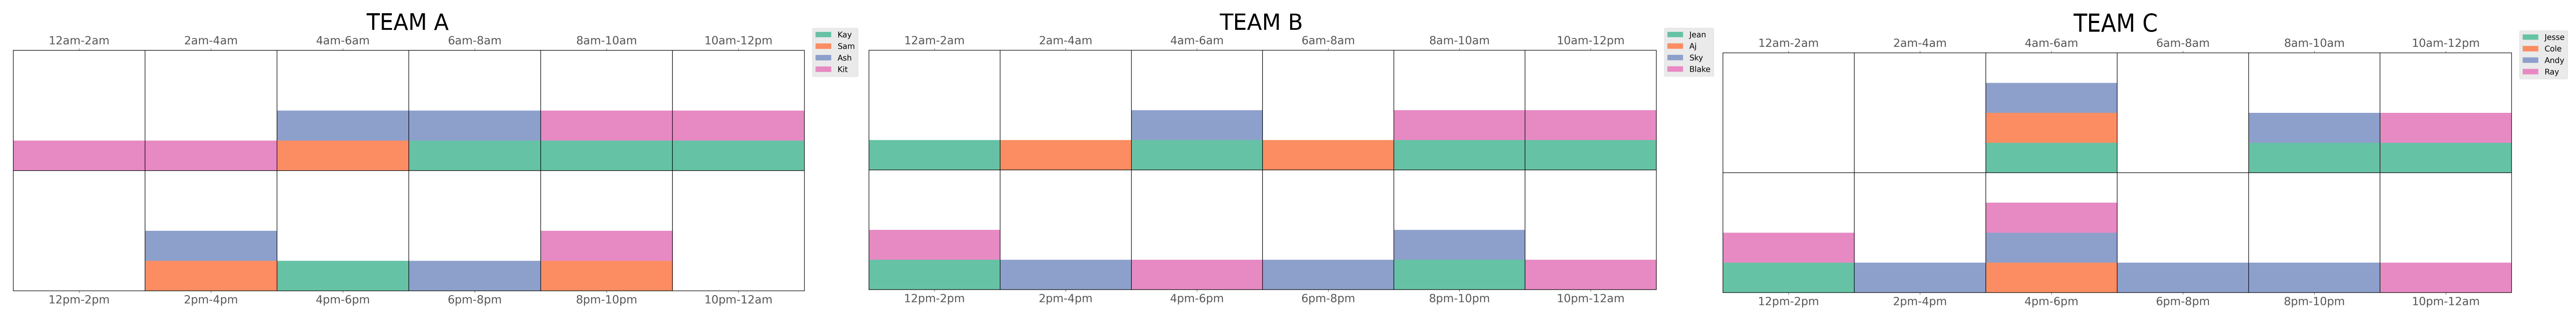 TEAM A
12am-2am 2am-4am 4am-6am 6am-8am 8am-10am 10am-12pm
Kay
Sam
Ash
Kit
12pm-2pm 2pm-4pm 4pm-6pm 6pm-8pm 8pm-10pm 10pm-12am
TEAM B
12am-2am 2am-4am 4am-6am 6am-8am 8am-10am 10am-12pm
Jean
Aj
Sky
Blake
12pm-2pm 2pm-4pm 4pm-6pm 6pm-8pm 8pm-10pm 10pm-12am
TEAM C
12am-2am 2am-4am 4am-6am 6am-8am 8am-10am 10am-12pm
Jesse
Cole
Andy
Ray
12pm-2pm 2pm-4pm 4pm-6pm 6pm-8pm 8pm-10pm 10pm-12am